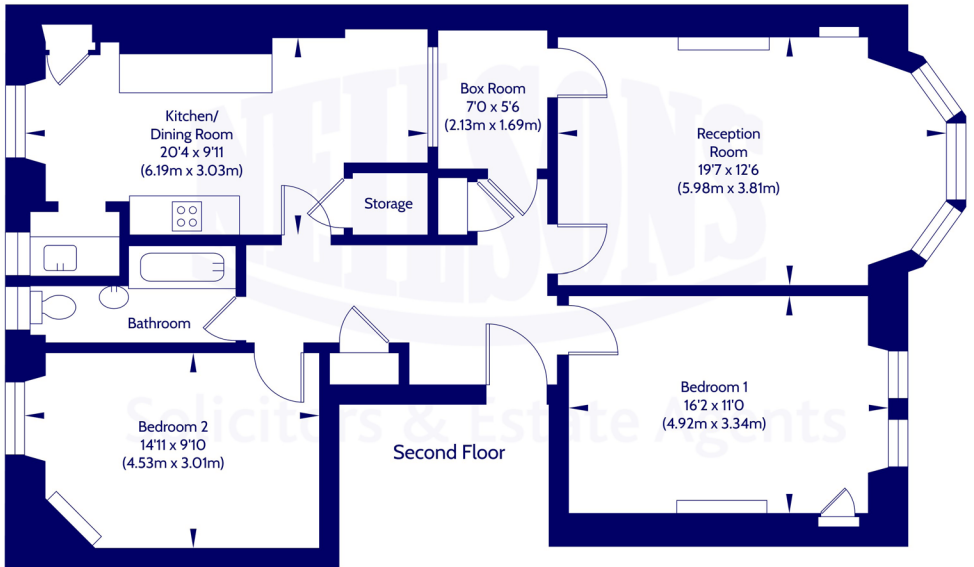 NEILSONS
Kitchen/
Dining Room
20'4 x 9'11
(6.19m x 3.03m)
Box Room
7'0 x 5'6
(2.13m x 1.69m)
Reception
Room
19'7 x 12'6
(5.98m x 3.81m)
Storage
Bathroom
Bedroom 1
16'2 x 11'0
(4.92m x 3.34m)
Bedroom 2
14'11 x 9'10
(4.53m x 3.01m)
Solicitors & Estate Agents
Second Floor